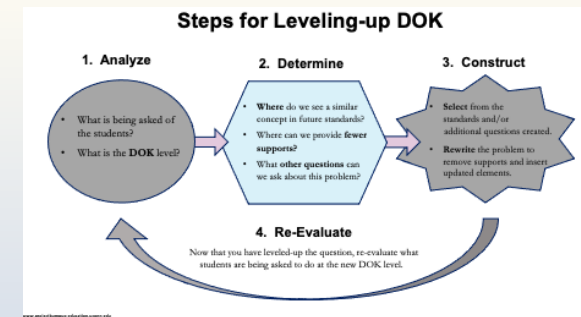 Steps for Leveling-up DOK
1. Analyze
• What is being asked of
the students?
• What is the DOK level?
2. Determine
• Where do we see a similar
concept in future standards?
• Where can we provide fewer
supports?
• What other questions can
we ask about this problem?
3. Construct
• Select from the
standards and/or
additional questions created.
• Rewrite the problem to
remove supports and insert
updated elements.
4. Re-Evaluate
Now that you have leveled-up the question, re-evaluate what
students are being asked to do at the new DOK level.